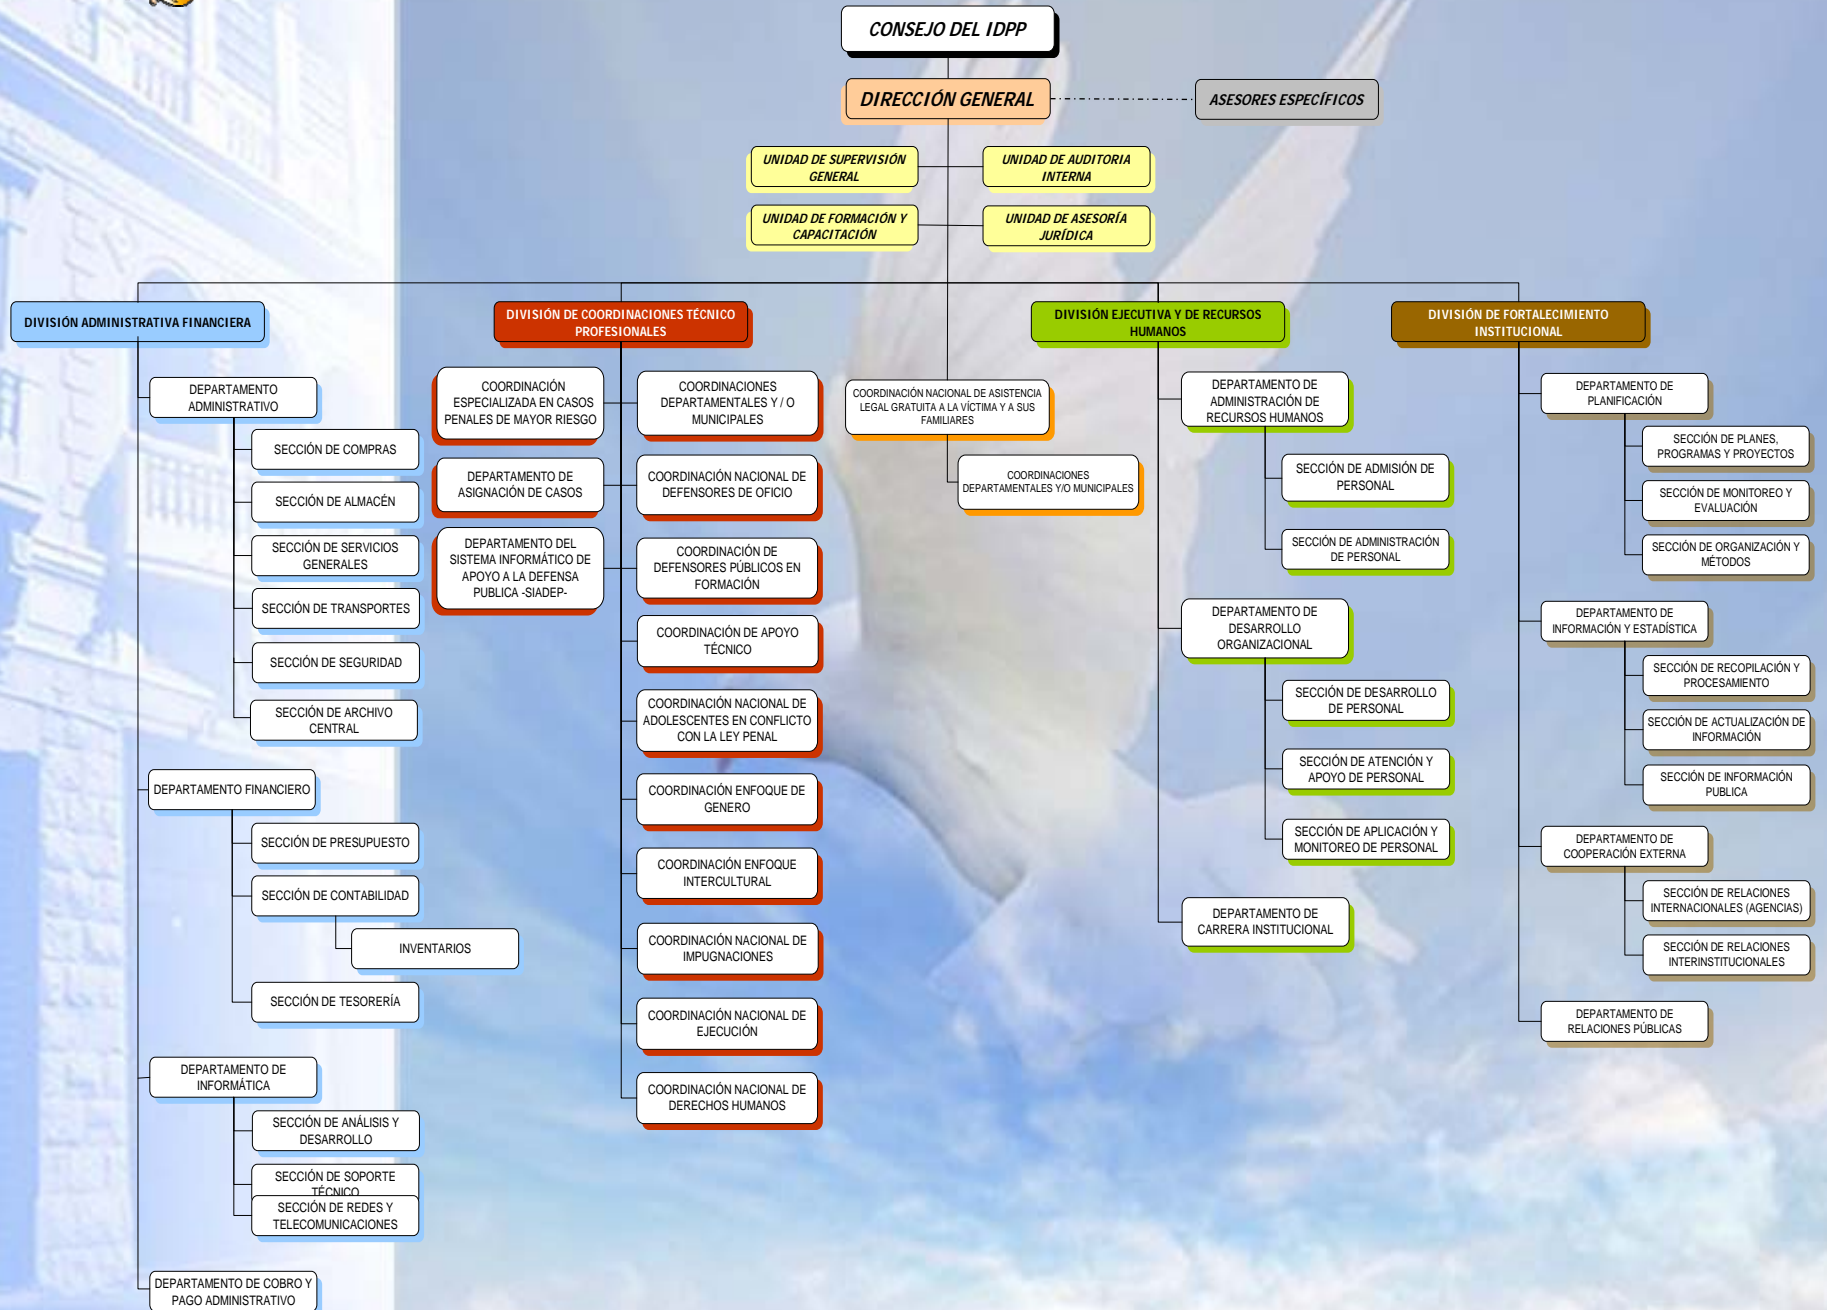 CONSEJO DEL IDPP
DIRECCIÓN GENERAL
ASESORES ESPECÍFICOS
UNIDAD DE SUPERVISIÓN
GENERAL
UNIDAD DE AUDITORIA
INTERNA
UNIDAD DE FORMACIÓN Y
CAPACITACIÓN
UNIDAD DE ASESORÍA
JURÍDICA
DIVISIÓN ADMINISTRATIVA FINANCIERA
DEPARTAMENTO
ADMINISTRATIVO
SECCIÓN DE COMPRAS
SECCIÓN DE ALMACÉN
SECCIÓN DE SERVICIOS
GENERALES
SECCIÓN DE TRANSPORTES
SECCIÓN DE SEGURIDAD
SECCIÓN DE ARCHIVO
CENTRAL
DEPARTAMENTO FINANCIERO
SECCIÓN DE PRESUPUESTO
SECCIÓN DE CONTABILIDAD
INVENTARIOS
SECCIÓN DE TESORERÍA
DEPARTAMENTO DE
INFORMÁTICA
SECCIÓN DE ANÁLISIS Y
DESARROLLO
SECCIÓN DE SOPORTE
TÉCNICO
SECCIÓN DE REDES Y
TELECOMUNICACIONES
DEPARTAMENTO DE COBRO Y
PAGO ADMINISTRATIVO
DIVISIÓN DE COORDINACIONES TÉCNICO
PROFESIONALES
COORDINACIÓN
ESPECIALIZADA EN CASOS
PENALES DE MAYOR RIESGO
DEPARTAMENTO DE
ASIGNACIÓN DE CASOS
DEPARTAMENTO DEL
SISTEMA INFORMÁTICO DE
APOYO A LA DEFENSA
PUBLICA -SIADEP-
COORDINACIONES
DEPARTAMENTALES Y / O
MUNICIPALES
COORDINACIÓN NACIONAL DE
DEFENSORES DE OFICIO
COORDINACIÓN DE
DEFENSORES PÚBLICOS EN
FORMACIÓN
COORDINACIÓN DE APOYO
TÉCNICO
COORDINACIÓN NACIONAL DE
ADOLESCENTES EN CONFLICTO
CON LA LEY PENAL
COORDINACIÓN ENFOQUE DE
GENERO
COORDINACIÓN ENFOQUE
INTERCULTURAL
COORDINACIÓN NACIONAL DE
IMPUGNACIONES
COORDINACIÓN NACIONAL DE
EJECUCIÓN
COORDINACIÓN NACIONAL DE
DERECHOS HUMANOS
COORDINACIÓN NACIONAL DE ASISTENCIA
LEGAL GRATUITA A LA VÍCTIMA Y A SUS
FAMILIARES
COORDINACIONES
DEPARTAMENTALES Y/O MUNICIPALES
DIVISIÓN EJECUTIVA Y DE RECURSOS
HUMANOS
DEPARTAMENTO DE
ADMINISTRACIÓN DE
RECURSOS HUMANOS
SECCIÓN DE ADMISIÓN DE
PERSONAL
SECCIÓN DE ADMINISTRACIÓN
DE PERSONAL
DEPARTAMENTO DE
DESARROLLO
ORGANIZACIONAL
SECCIÓN DE DESARROLLO
DE PERSONAL
SECCIÓN DE ATENCIÓN Y
APOYO DE PERSONAL
SECCIÓN DE APLICACIÓN Y
MONITOREO DE PERSONAL
DEPARTAMENTO DE
CARRERA INSTITUCIONAL
DIVISIÓN DE FORTALECIMIENTO
INSTITUCIONAL
DEPARTAMENTO DE
PLANIFICACIÓN
SECCIÓN DE PLANES,
PROGRAMAS Y PROYECTOS
SECCIÓN DE MONITOREO Y
EVALUACIÓN
SECCIÓN DE ORGANIZACIÓN Y
MÉTODOS
DEPARTAMENTO DE
INFORMACIÓN Y ESTADÍSTICA
SECCIÓN DE RECOPILACIÓN Y
PROCESAMIENTO
SECCIÓN DE ACTUALIZACIÓN DE
INFORMACIÓN
SECCIÓN DE INFORMACIÓN
PUBLICA
DEPARTAMENTO DE
COOPERACIÓN EXTERNA
SECCIÓN DE RELACIONES
INTERNACIONALES (AGENCIAS)
SECCIÓN DE RELACIONES
INTERINSTITUCIONALES
DEPARTAMENTO DE
RELACIONES PÚBLICAS